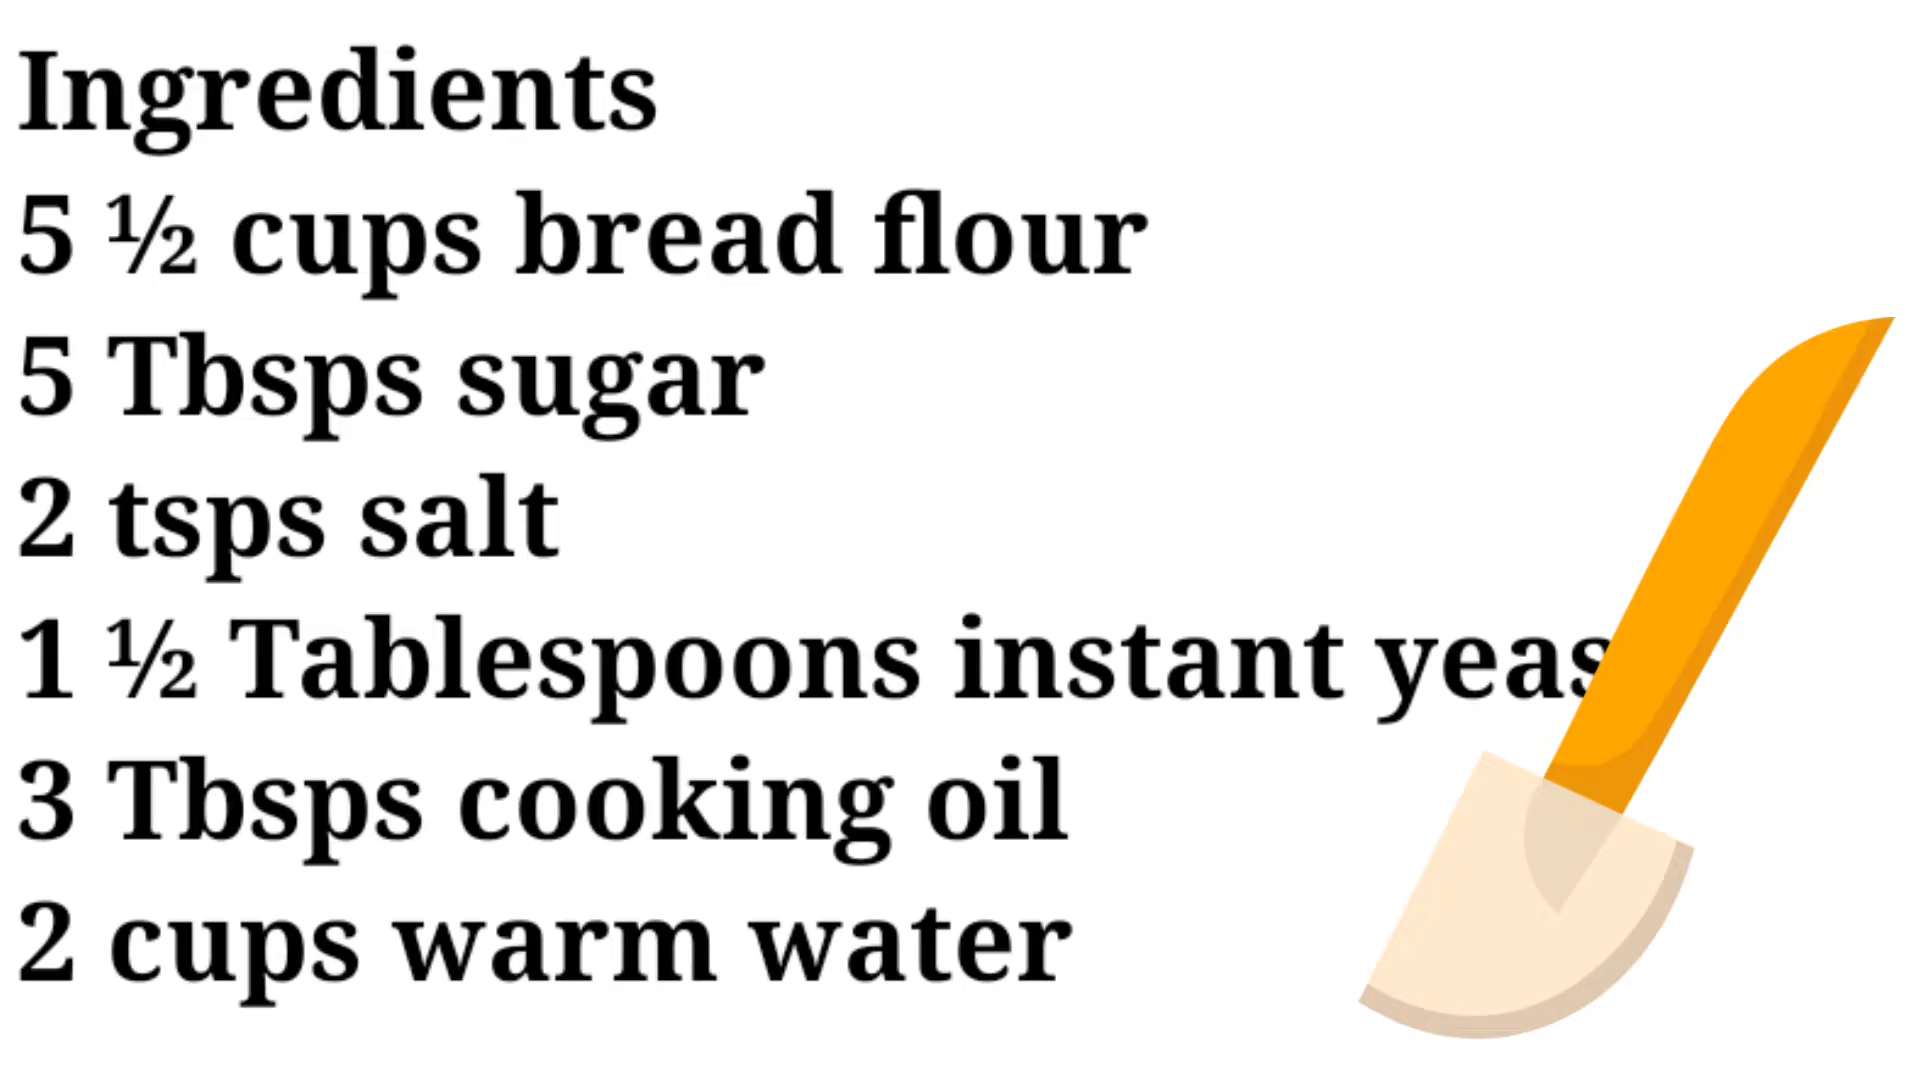 Ingredients
5 ½ cups bread flour
5 Tbsps sugar
2 tsps salt
1 ½ Tablespoons instant yeas
3 Tbsps cooking oil
2 cups warm water